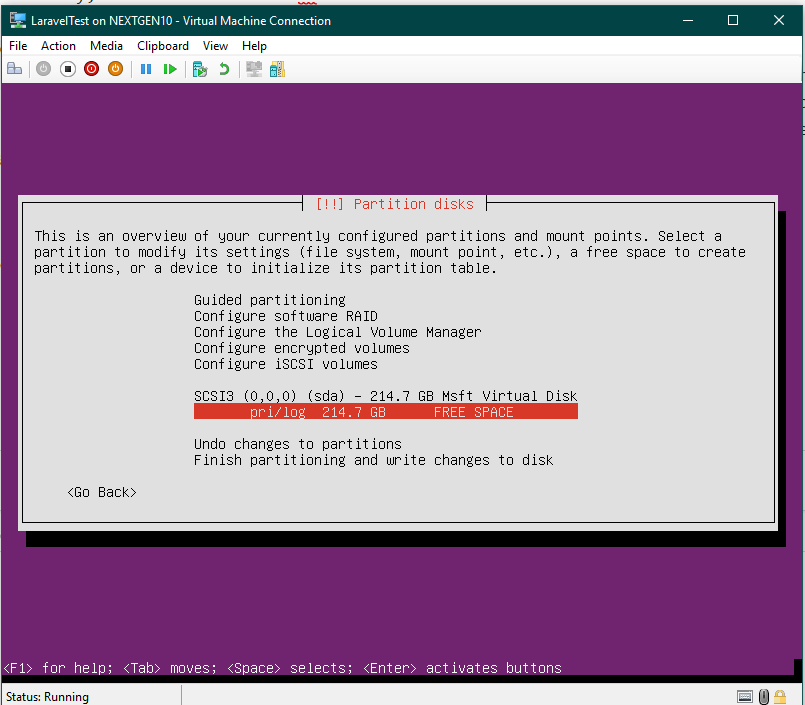 LaravelTest on NEXTGEN10 - Virtual Machine Connection
File Action Media Clipboard View Help
[!!] Partition disks
This is an overview of your currently configured partitions and mount points. Select a
partition to modify its settings (file system, mount point, etc.), a free space to create
partitions, or a device to initialize its partition table.
Guided partitioning
Configure software RAID
Configure the Logical Volume Manager
Configure encrypted volumes
Configure iSCSI volumes
SCSI3 (0,0,0) (sda) - 214.7 GB Msft Virtual Disk
pri/log 214.7 GB FREE SPACE
Undo changes to partitions
Finish partitioning and write changes to disk
<Go Back>
<F1> for help; <Tab> moves; <Space> selects; <Enter> activates buttons
Status: Running